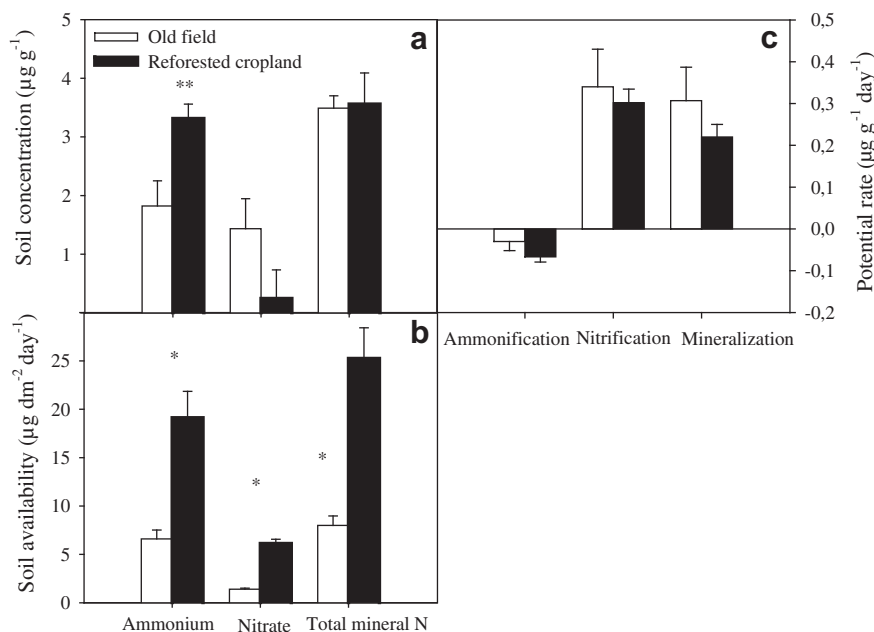 a
Old field
Reforested cropland
**
Soil concentration (µg g⁻¹)
5
4
3
2
1
b
*
*
*
Soil availability (µg dm⁻² day⁻¹)
25
20
15
10
5
0
Ammonium
Nitrate
Total mineral N
c
0,5
0,4
0,3
0,2
0,1
0,0
-0,1
-0,2
Potential rate (µg g⁻¹ day⁻¹)
Ammonification
Nitrification
Mineralization